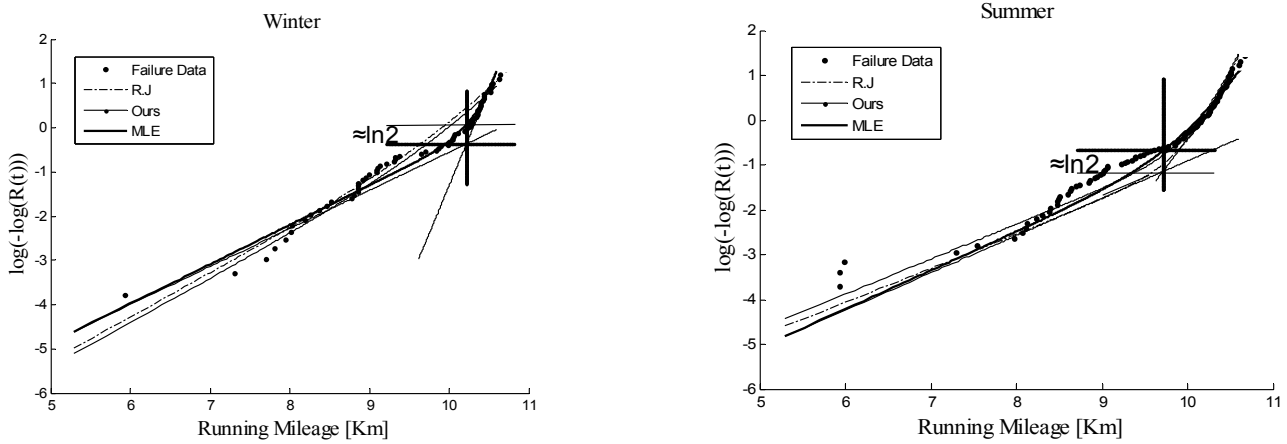 Winter
2
1
0
-1
-2
-3
-4
-5
-6
Failure Data
R.J
Ours
MLE
≈ln2
log(-log(R(t)))
5 6 7 8 9 10 11
Running Mileage [Km]
Summer
2
1
0
-1
-2
-3
-4
-5
-6
Failure Data
R.J
Ours
MLE
≈ln2
log(-log(R(t)))
5 6 7 8 9 10 11
Running Mileage [Km]